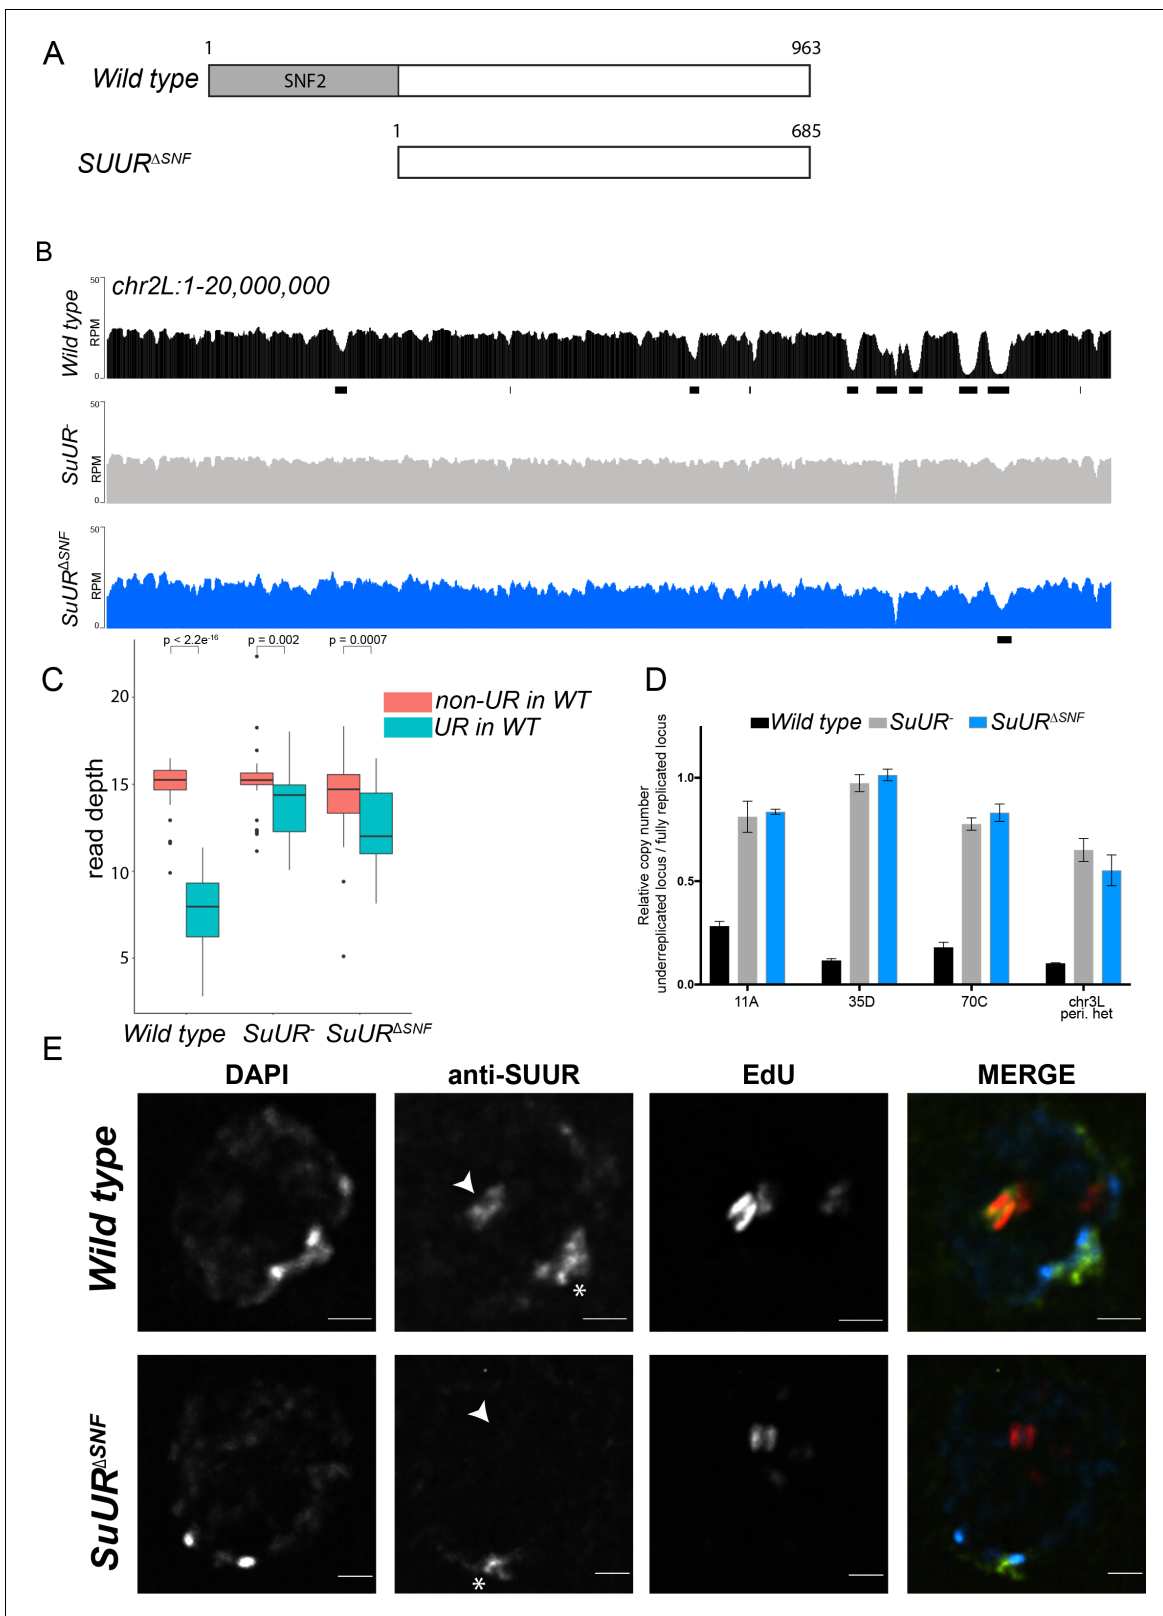 A
1 963
Wild type SNF2
1 685
SUUR^ΔSNF
B
chr2L:1-20,000,000
Wild type
RPM
50
0
SuUR^-
RPM
50
0
SuUR^ΔSNF
RPM
50
0
C
p < 2.2e^-16 p = 0.002 p = 0.0007
non-UR in WT
UR in WT
read depth
20
15
10
5
Wild type SuUR^- SuUR^ΔSNF
D
Wild type SuUR^- SuUR^ΔSNF
Relative copy number
underreplicated locus / fully replicated locus
1.0
0.5
0.0
11A 35D 70C chr3L
peri. het
E
DAPI anti-SUUR EdU MERGE
Wild type
*
SuUR^ΔSNF
*